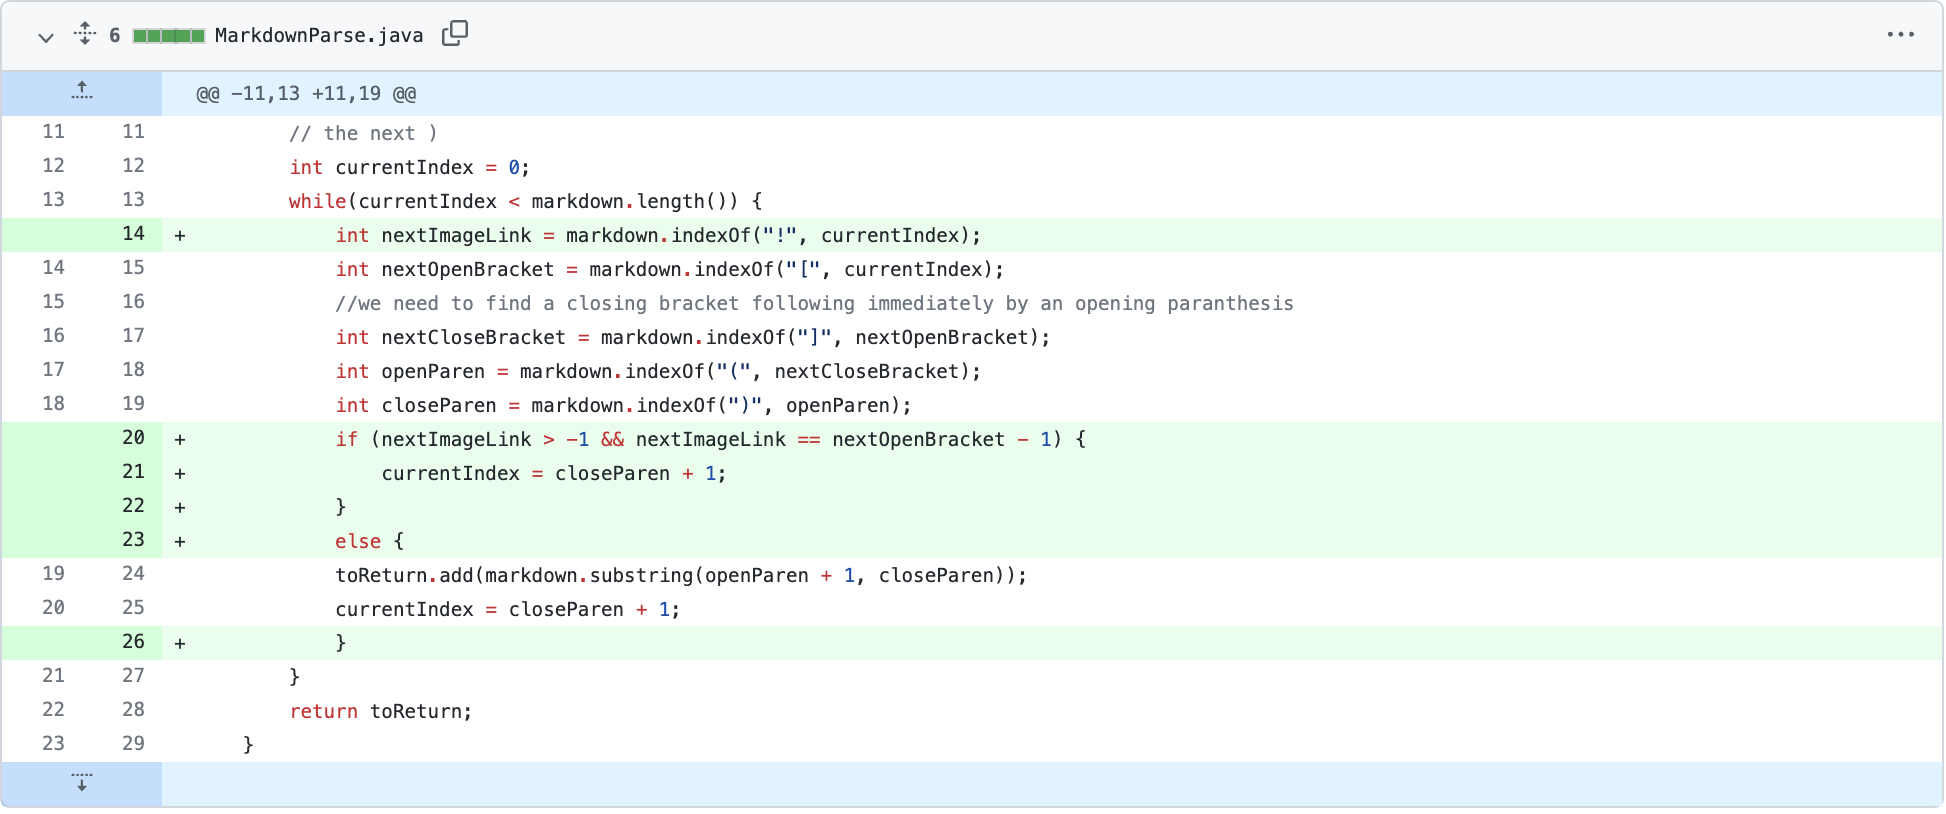 6 MarkdownParse.java
@@ -11,13 +11,19 @@
11 11 // the next )
12 12 int currentIndex = 0;
13 13 while(currentIndex < markdown.length()) {
14 + int nextImageLink = markdown.indexOf("!", currentIndex);
14 15 int nextOpenBracket = markdown.indexOf("[", currentIndex);
15 16 //we need to find a closing bracket following immediately by an opening paranthesis
16 17 int nextCloseBracket = markdown.indexOf("]", nextOpenBracket);
17 18 int openParen = markdown.indexOf("(", nextCloseBracket);
18 19 int closeParen = markdown.indexOf(")", openParen);
20 + if (nextImageLink > -1 && nextImageLink == nextOpenBracket - 1) {
21 + currentIndex = closeParen + 1;
22 + }
23 + else {
19 24 toReturn.add(markdown.substring(openParen + 1, closeParen));
20 25 currentIndex = closeParen + 1;
26 + }
21 27 }
22 28 return toReturn;
23 29 }